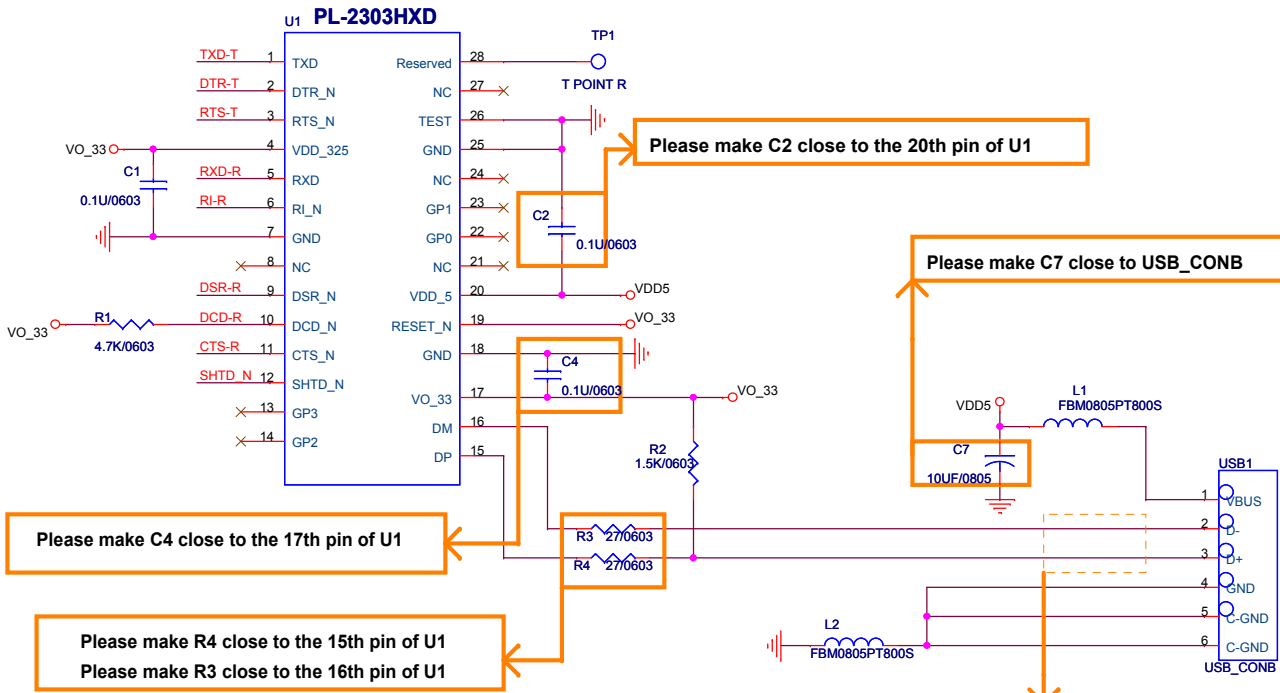 U1 PL-2303HXD
TXD-T 1 TXD
DTR-T 2 DTR_N
RTS-T 3 RTS_N
VO_33 4 VDD_325
RXD-R 5 RXD
RI-R 6 RI_N
7 GND
8 NC
DSR-R 9 DSR_N
DCD-R 10 DCD_N
CTS-R 11 CTS_N
SHTD_N 12 SHTD_N
13 GP3
14 GP2
C1
0.1U/0603
VO_33
R1
4.7K/0603
Reserved 28
NC 27
TEST 26
GND 25
NC 24
GP1 23
GP0 22
NC 21
VDD_5 20 VDD5
RESET_N 19 VO_33
GND 18
VO_33 17 VO_33
DM 16
DP 15
TP1
T POINT R
C2
0.1U/0603
Please make C2 close to the 20th pin of U1
C4
0.1U/0603
R2
1.5K/0603
Please make C7 close to USB_CONB
VDD5
L1
FBM0805PT800S
C7
10UF/0805
USB1
1 VBUS
2 D-
3 D+
4 GND
5 C-GND
6 C-GND
USB_CONB
R3 27/0603
R4 27/0603
L2
FBM0805PT800S
Please make C4 close to the 17th pin of U1
Please make R4 close to the 15th pin of U1
Please make R3 close to the 16th pin of U1